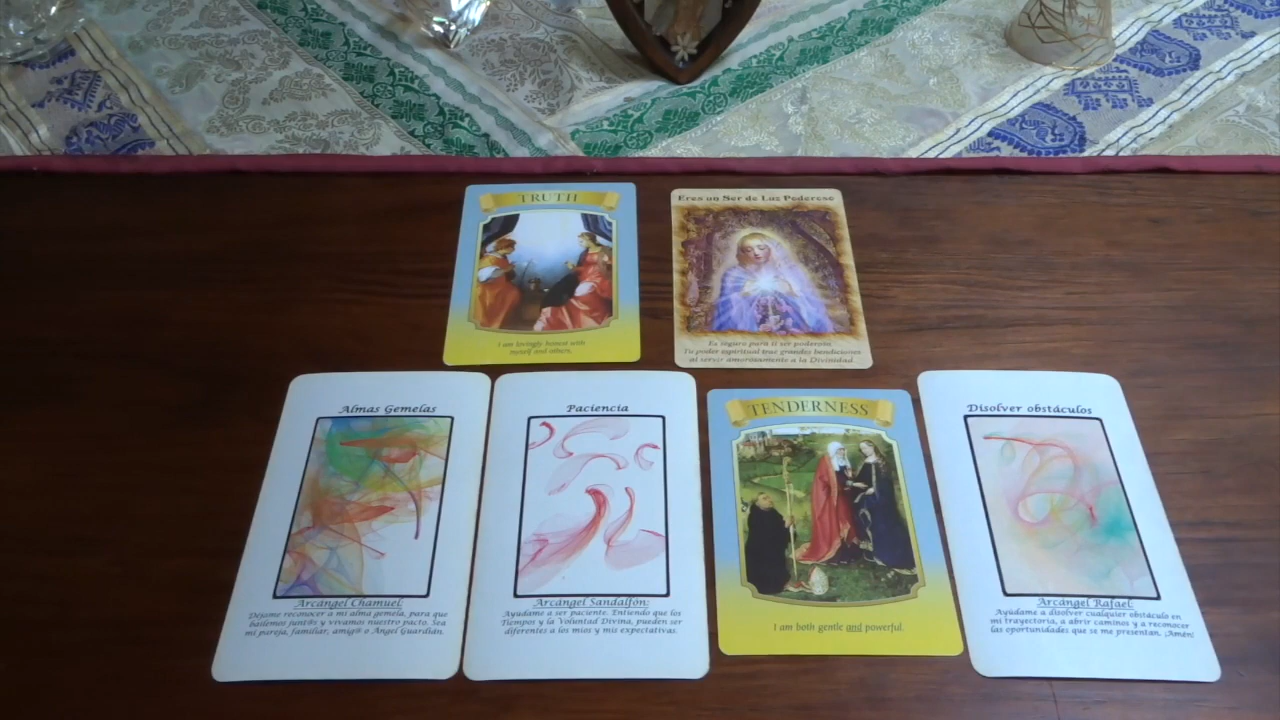 TRUTH
I am lovingly honest with
myself and others.
Eres un Ser de Luz Poderoso
Es seguro para ti ser poderosa.
Tu poder espiritual trae grandes bendiciones
al servir amorosamente a la Divinidad.
Almas Gemelas
Arcángel Chamuel:
Déjame reconocer a mi alma gemela, para que
bailemos junt@s y vivamos nuestro pacto. Sea
mi pareja, familiar, amig@ o Ángel Guardián.
Paciencia
Arcángel Sandalfón:
Ayúdame a ser paciente. Entiendo que los
Tiempos y la Voluntad Divina, pueden ser
diferentes a los míos y mis expectativas.
TENDERNESS
I am both gentle and powerful.
Disolver obstáculos
Arcángel Rafael:
Ayúdame a disolver cualquier obstáculo en
mi trayectoria, a abrir caminos y a reconocer
las oportunidades que se me presentan. ¡Amén!